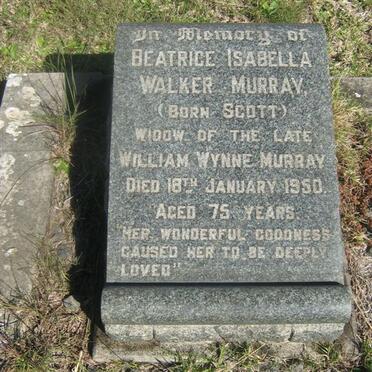 In Memory of
BEATRICE ISABELLA
WALKER MURRAY,
(BORN SCOTT)
WIDOW OF THE LATE
WILLIAM WYNNE MURRAY
DIED 18TH JANUARY 1950.
AGED 75 YEARS.
"HER WONDERFUL GOODNESS
CAUSED HER TO BE DEEPLY
LOVED"